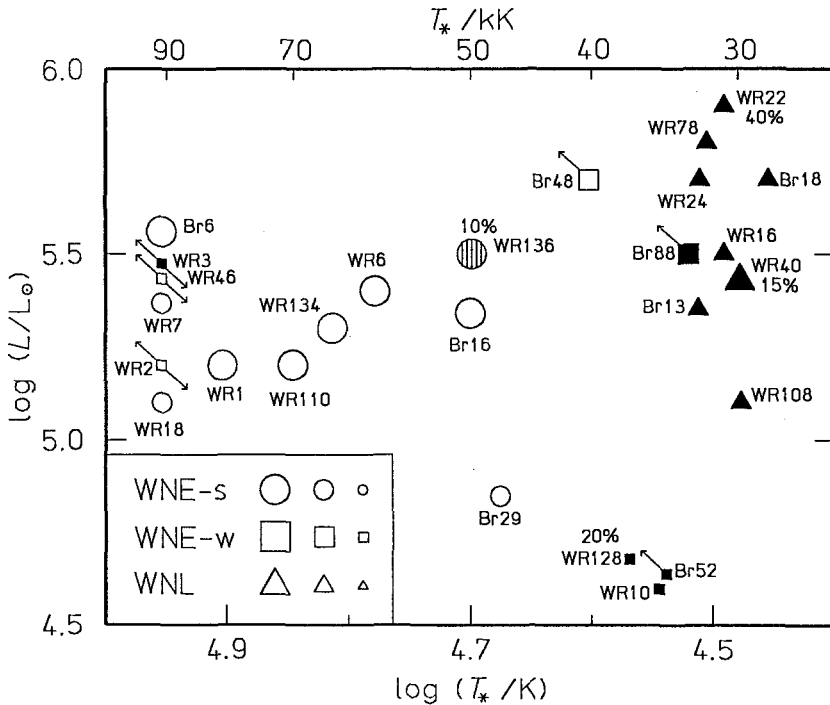 T*/kK
90 70 50 40 30
6.0
5.5
5.0
4.5
log (L/L⊙)
WR22
40%
WR78
Br48
WR24
Br18
Br6
10%
WR136
WR3
WR46
WR6
Br88
WR16
WR40
15%
WR7
WR134
Br16
Br13
WR2
WR1
WR110
WR18
WR108
WNE-s
WNE-w
WNL
Br29
20%
WR128
Br52
WR10
4.9 4.7 4.5
log (T*/K)